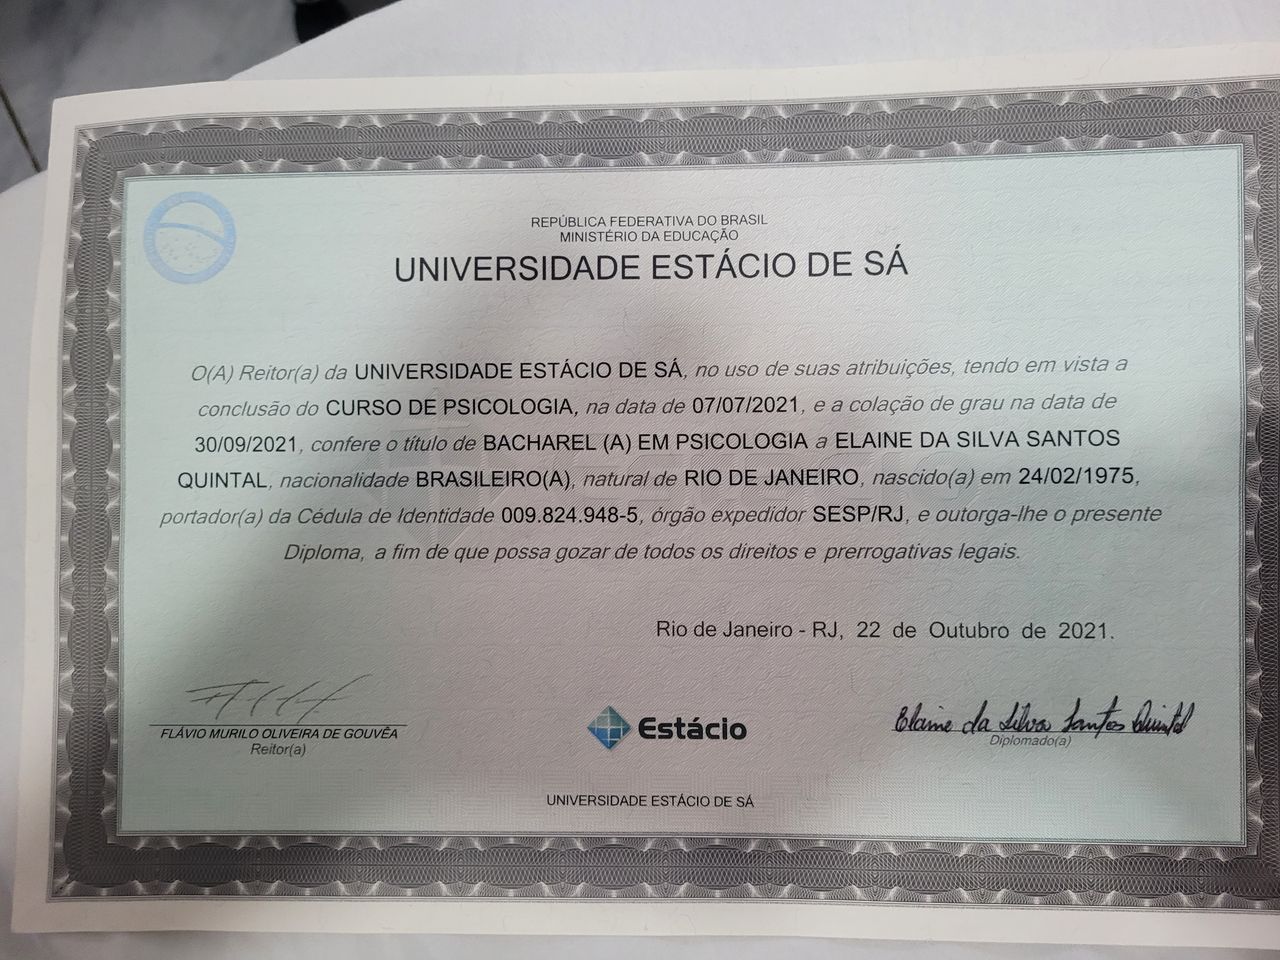 REPÚBLICA FEDERATIVA DO BRASIL
MINISTÉRIO DA EDUCAÇÃO
UNIVERSIDADE ESTÁCIO DE SÁ
O(A) Reitor(a) da UNIVERSIDADE ESTÁCIO DE SÁ, no uso de suas atribuições, tendo em vista a
conclusão do CURSO DE PSICOLOGIA, na data de 07/07/2021, e a colação de grau na data de
30/09/2021, confere o título de BACHAREL (A) EM PSICOLOGIA a ELAINE DA SILVA SANTOS
QUINTAL, nacionalidade BRASILEIRO(A), natural de RIO DE JANEIRO, nascido(a) em 24/02/1975,
portador(a) da Cédula de Identidade 009.824.948-5, órgão expedidor SESP/RJ, e outorga-lhe o presente
Diploma, a fim de que possa gozar de todos os direitos e prerrogativas legais.
Rio de Janeiro - RJ, 22 de Outubro de 2021.
FLÁVIO MURILO OLIVEIRA DE GOUVÊA
Reitor(a)
Estácio
Elaine da Silva Santos Quintal
Diplomado(a)
UNIVERSIDADE ESTÁCIO DE SÁ